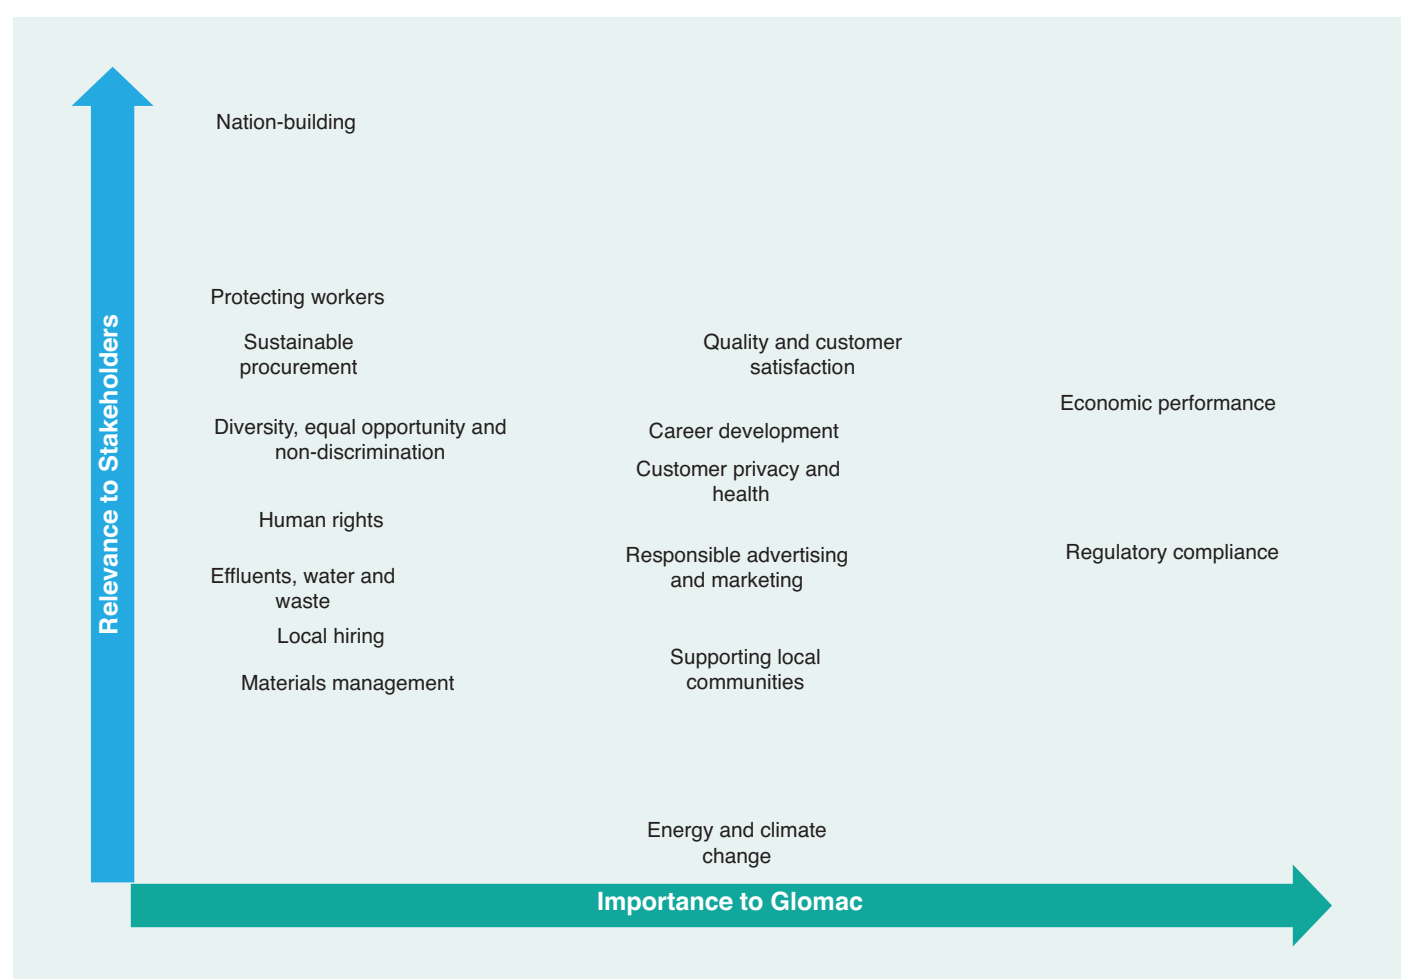 Nation-building
Protecting workers
Sustainable
procurement
Quality and customer
satisfaction
Economic performance
Diversity, equal opportunity and
non-discrimination
Career development
Customer privacy and
health
Human rights
Responsible advertising
and marketing
Regulatory compliance
Effluents, water and
waste
Local hiring
Supporting local
communities
Materials management
Energy and climate
change
Relevance to Stakeholders
Importance to Glomac